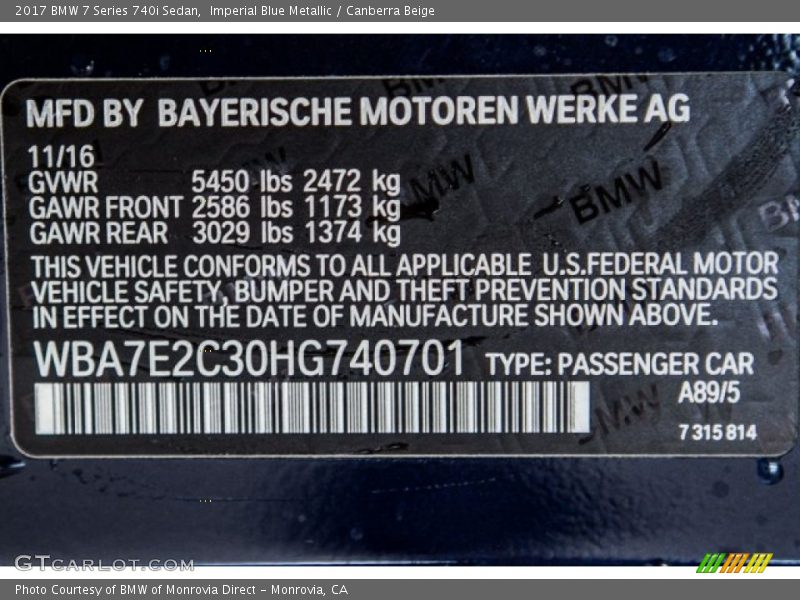 2017 BMW 7 Series 740i Sedan,  Imperial Blue Metallic / Canberra Beige
MFD BY BAYERISCHE MOTOREN WERKE AG
11/16
GVWR 5450 lbs 2472 kg
GAWR FRONT 2586 lbs 1173 kg
GAWR REAR 3029 lbs 1374 kg
THIS VEHICLE CONFORMS TO ALL APPLICABLE U.S.FEDERAL MOTOR
VEHICLE SAFETY, BUMPER AND THEFT PREVENTION STANDARDS
IN EFFECT ON THE DATE OF MANUFACTURE SHOWN ABOVE.
WBA7E2C30HG740701 TYPE: PASSENGER CAR
A89/5
7 315 814
BMW
BMW
BMW
GTCARLOT.COM
Photo Courtesy of BMW of Monrovia Direct - Monrovia, CA